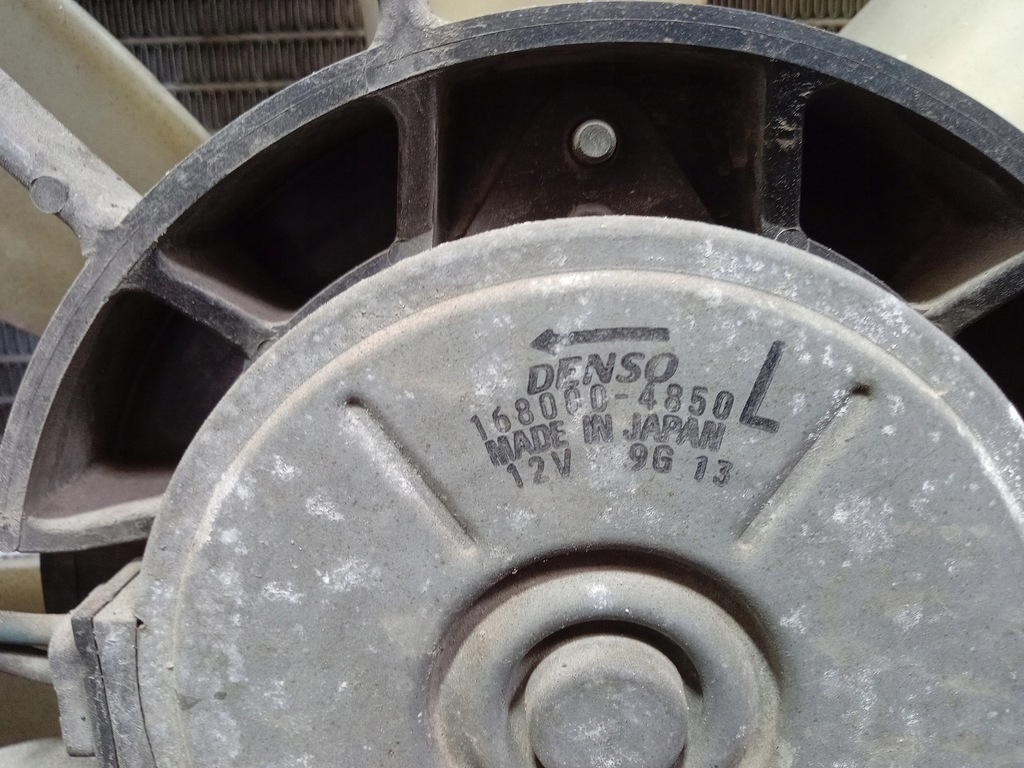 DENSO
168000-4850 L
MADE IN JAPAN
12V 9G 13